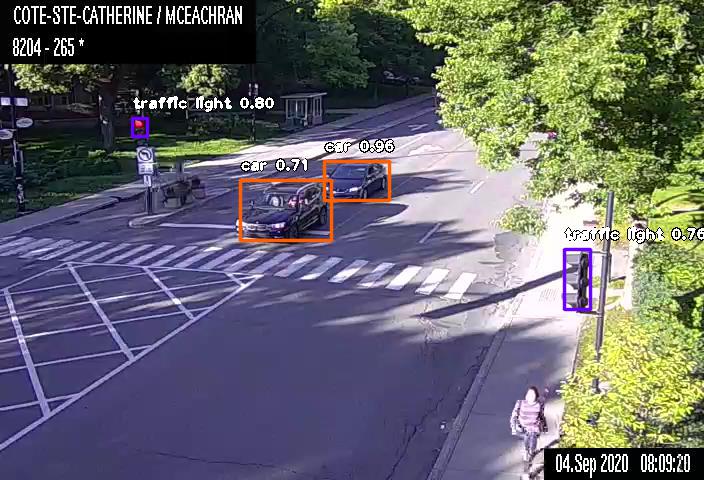 COTE-STE-CATHERINE / MCEACHRAN
8204 - 265 *
traffic light 0.80
car 0.96
car 0.71
traffic light 0.76
04.Sep 2020 08:09:20